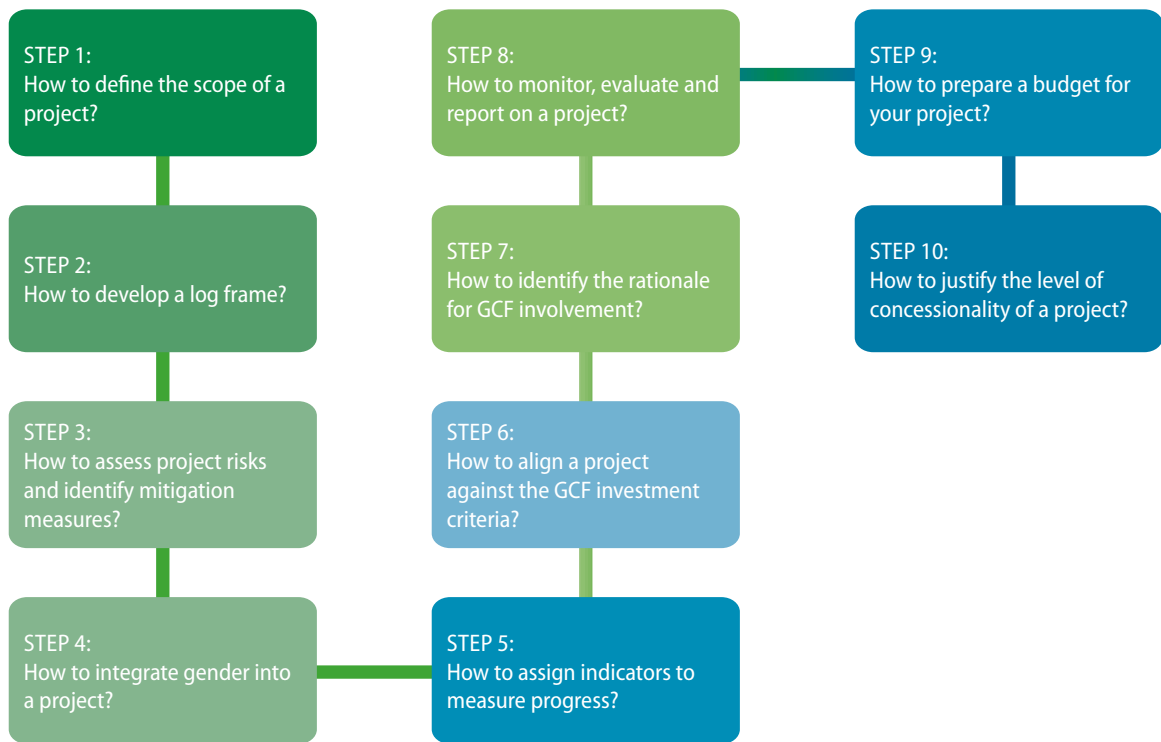 STEP 1:
How to define the scope of a
project?
STEP 2:
How to develop a log frame?
STEP 3:
How to assess project risks
and identify mitigation
measures?
STEP 4:
How to integrate gender into
a project?
STEP 5:
How to assign indicators to
measure progress?
STEP 6:
How to align a project
against the GCF investment
criteria?
STEP 7:
How to identify the rationale
for GCF involvement?
STEP 8:
How to monitor, evaluate and
report on a project?
STEP 9:
How to prepare a budget for
your project?
STEP 10:
How to justify the level of
concessionality of a project?